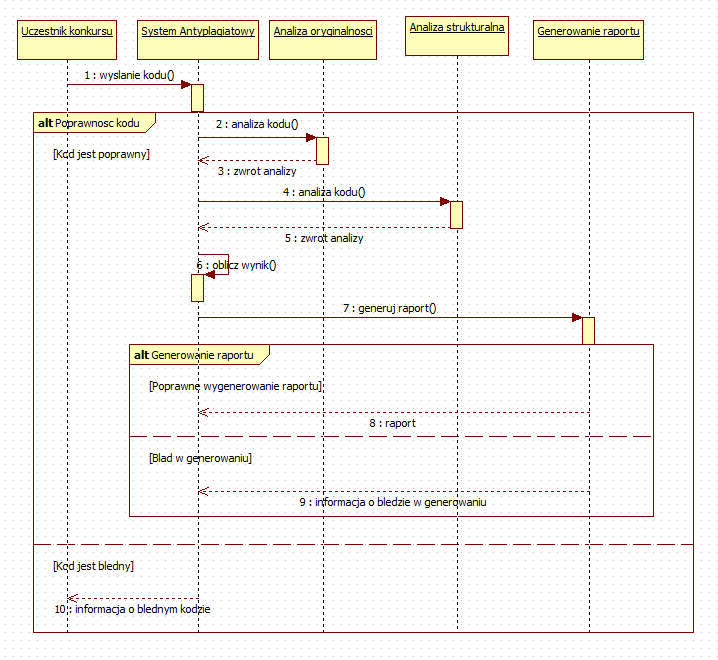 Uczestnik konkursu
System Antyplagiatowy
Analiza oryginalnosci
Analiza strukturalna
Generowanie raportu
1 : wyslanie kodu()
alt Poprawnosc kodu
2 : analiza kodu()
[Kod jest poprawny]
3 : zwrot analizy
4 : analiza kodu()
5 : zwrot analizy
6 : oblicz wynik()
7 : generuj raport()
alt Generowanie raportu
[Poprawne wygenerowanie raportu]
8 : raport
[Blad w generowaniu]
9 : informacja o bledzie w generowaniu
[Kod jest bledny]
10 : informacja o blednym kodzie